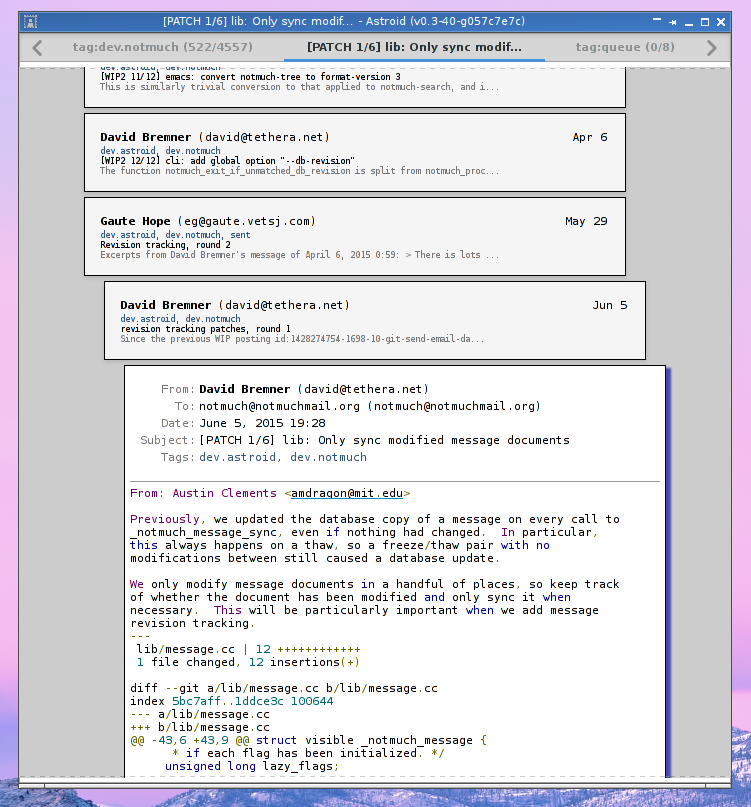 [PATCH 1/6] lib: Only sync modif... - Astroid (v0.3-40-g057c7e7c)
tag:dev.notmuch (522/4557)
[PATCH 1/6] lib: Only sync modif...
tag:queue (0/8)
dev.astroid, dev.notmuch
[WIP2 11/12] emacs: convert notmuch-tree to format-version 3
This is similarly trivial conversion to that applied to notmuch-search, and i...
David Bremner (david@tethera.net) Apr 6
dev.astroid, dev.notmuch
[WIP2 12/12] cli: add global option "--db-revision"
The function notmuch_exit_if_unmatched_db_revision is split from notmuch_proc...
Gaute Hope (eg@gaute.vetsj.com) May 29
dev.astroid, dev.notmuch, sent
Revision tracking, round 2
Excerpts from David Bremner's message of April 6, 2015 0:59: > There is lots ...
David Bremner (david@tethera.net) Jun 5
dev.astroid, dev.notmuch
revision tracking patches, round 1
Since the previous WIP posting id:1428274754-1698-10-git-send-email-da...
From: David Bremner (david@tethera.net)
To: notmuch@notmuchmail.org (notmuch@notmuchmail.org)
Date: June 5, 2015 19:28
Subject: [PATCH 1/6] lib: Only sync modified message documents
Tags: dev.astroid, dev.notmuch
From: Austin Clements <amdragon@mit.edu>
Previously, we updated the database copy of a message on every call to
_notmuch_message_sync, even if nothing had changed.  In particular,
this always happens on a thaw, so a freeze/thaw pair with no
modifications between still caused a database update.
We only modify message documents in a handful of places, so keep track
of whether the document has been modified and only sync it when
necessary.  This will be particularly important when we add message
revision tracking.
---
lib/message.cc | 12 ++++++++++++
1 file changed, 12 insertions(+)
diff --git a/lib/message.cc b/lib/message.cc
index 5bc7aff..1ddce3c 100644
--- a/lib/message.cc
+++ b/lib/message.cc
@@ -43,6 +43,9 @@ struct visible _notmuch_message {
* if each flag has been initialized. */
unsigned long lazy_flags;